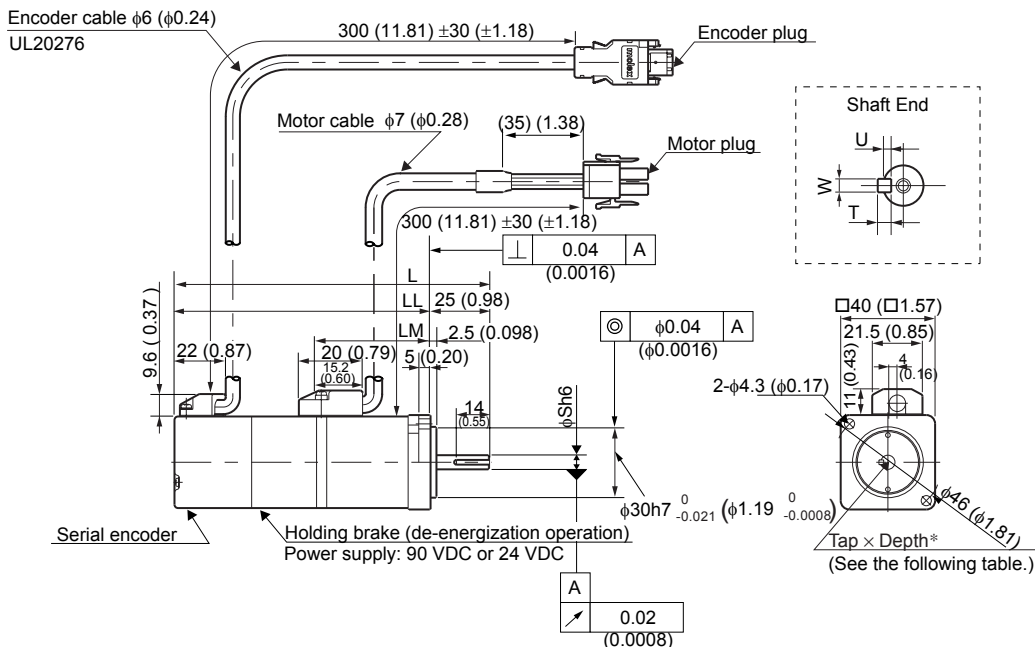 Encoder cable ϕ6 (ϕ0.24)
UL20276
300 (11.81) ±30 (±1.18)
Encoder plug
molex
Shaft End
U
W
T
Motor cable ϕ7 (ϕ0.28)
(35) (1.38)
Motor plug
300 (11.81) ±30 (±1.18)
⊥ 0.04 A
(0.0016)
L
LL
25 (0.98)
LM
2.5 (0.098)
9.6 ( 0.37 )
22 (0.87)
20 (0.79)
15.2
(0.60)
5 (0.20)
14
(0.55)
ϕSh6
◎ ϕ0.04 A
(ϕ0.0016)
□40 (□1.57)
21.5 (0.85)
4
(0.16)
11 (0.43)
2-ϕ4.3 (ϕ0.17)
ϕ46 (ϕ1.81)
ϕ30h7 0 -0.021 (ϕ1.19 0 -0.0008)
Serial encoder
Holding brake (de-energization operation)
Power supply: 90 VDC or 24 VDC
Tap × Depth*
(See the following table.)
A
↗ 0.02
(0.0008)